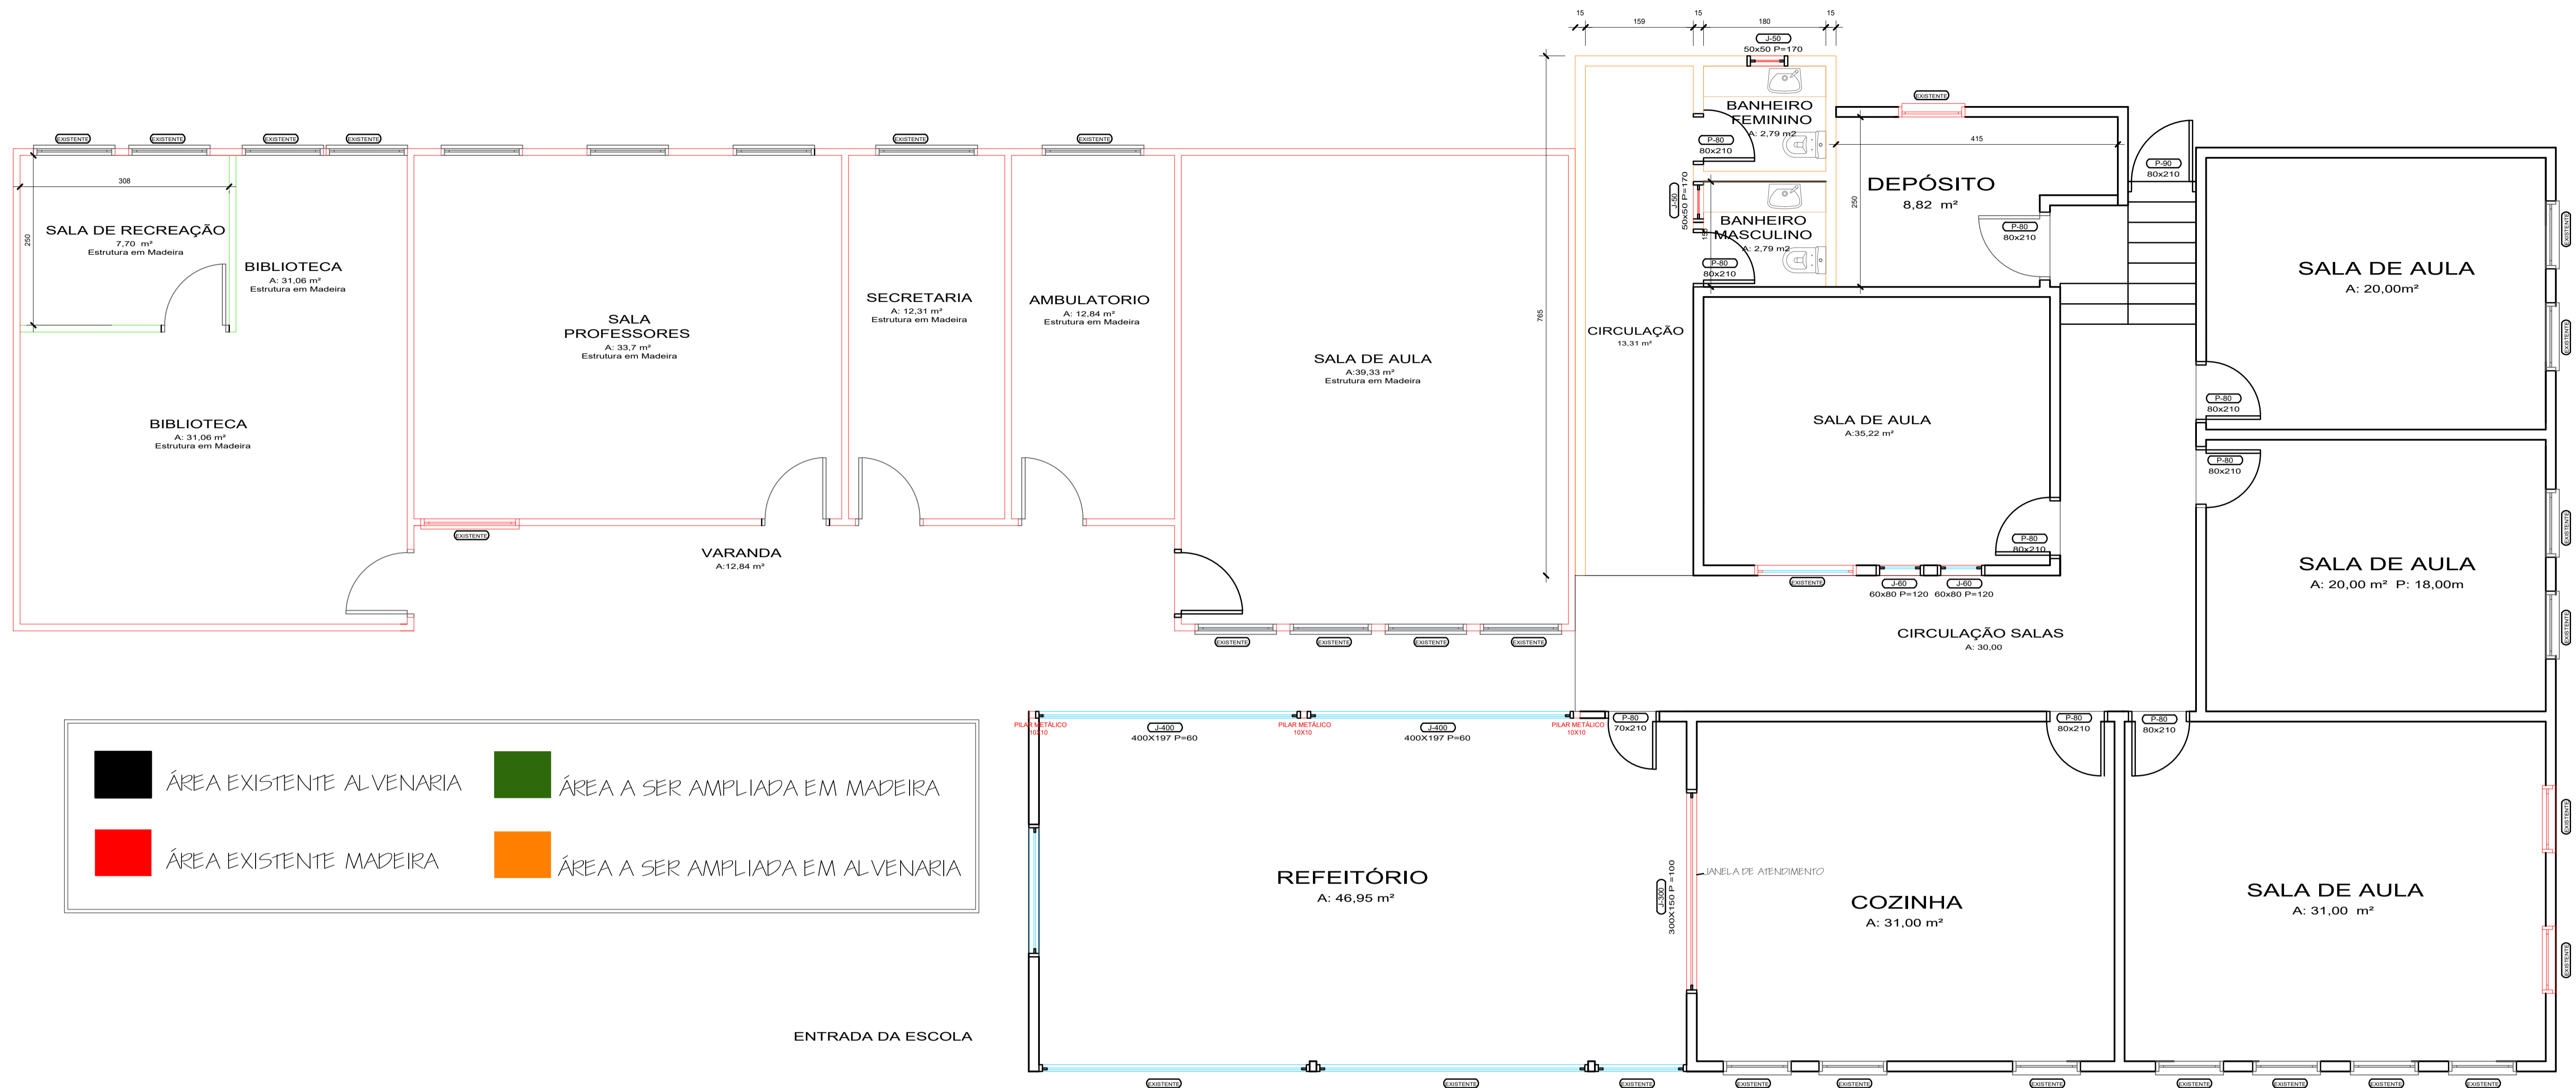 15
159
15
180
15
J-50
50x50 P=170
EXISTENTE
EXISTENTE
EXISTENTE
EXISTENTE
EXISTENTE
EXISTENTE
EXISTENTE
308
250
SALA DE RECREAÇÃO
7,70 m²
Estrutura em Madeira
BIBLIOTECA
A: 31,06 m²
Estrutura em Madeira
BIBLIOTECA
A: 31,06 m²
Estrutura em Madeira
SALA
PROFESSORES
A: 33,7 m²
Estrutura em Madeira
SECRETARIA
A: 12,31 m²
Estrutura em Madeira
AMBULATORIO
A: 12,84 m²
Estrutura em Madeira
SALA DE AULA
A:39,33 m²
Estrutura em Madeira
EXISTENTE
VARANDA
A:12,84 m²
EXISTENTE
EXISTENTE
EXISTENTE
EXISTENTE
765
CIRCULAÇÃO
13,31 m²
BANHEIRO
FEMININO
A: 2,79 m2
P-80
80x210
J-50
50x50 P=170
BANHEIRO
MASCULINO
A: 2,79 m2
155
P-80
80x210
415
250
DEPÓSITO
8,82 m²
P-80
80x210
P-90
80x210
SALA DE AULA
A:35,22 m²
P-80
80x210
EXISTENTE
J-60
60x80 P=120
J-60
60x80 P=120
SALA DE AULA
A: 20,00m²
EXISTENTE
EXISTENTE
P-80
80x210
P-80
80x210
SALA DE AULA
A: 20,00 m² P: 18,00m
EXISTENTE
EXISTENTE
CIRCULAÇÃO SALAS
A: 30,00
PILAR METÁLICO
10X10
J-400
400X197 P=60
PILAR METÁLICO
10X10
J-400
400X197 P=60
PILAR METÁLICO
10X10
P-80
70x210
P-80
80x210
P-80
80x210
ÁREA EXISTENTE ALVENARIA
ÁREA A SER AMPLIADA EM MADEIRA
ÁREA EXISTENTE MADEIRA
ÁREA A SER AMPLIADA EM ALVENARIA
REFEITÓRIO
A: 46,95 m²
J-300
300X150 P =100
JANELA DE ATENDIMENTO
COZINHA
A: 31,00 m²
SALA DE AULA
A: 31,00 m²
EXISTENTE
EXISTENTE
ENTRADA DA ESCOLA
EXISTENTE
EXISTENTE
EXISTENTE
EXISTENTE
EXISTENTE
EXISTENTE
EXISTENTE
EXISTENTE
EXISTENTE
EXISTENTE